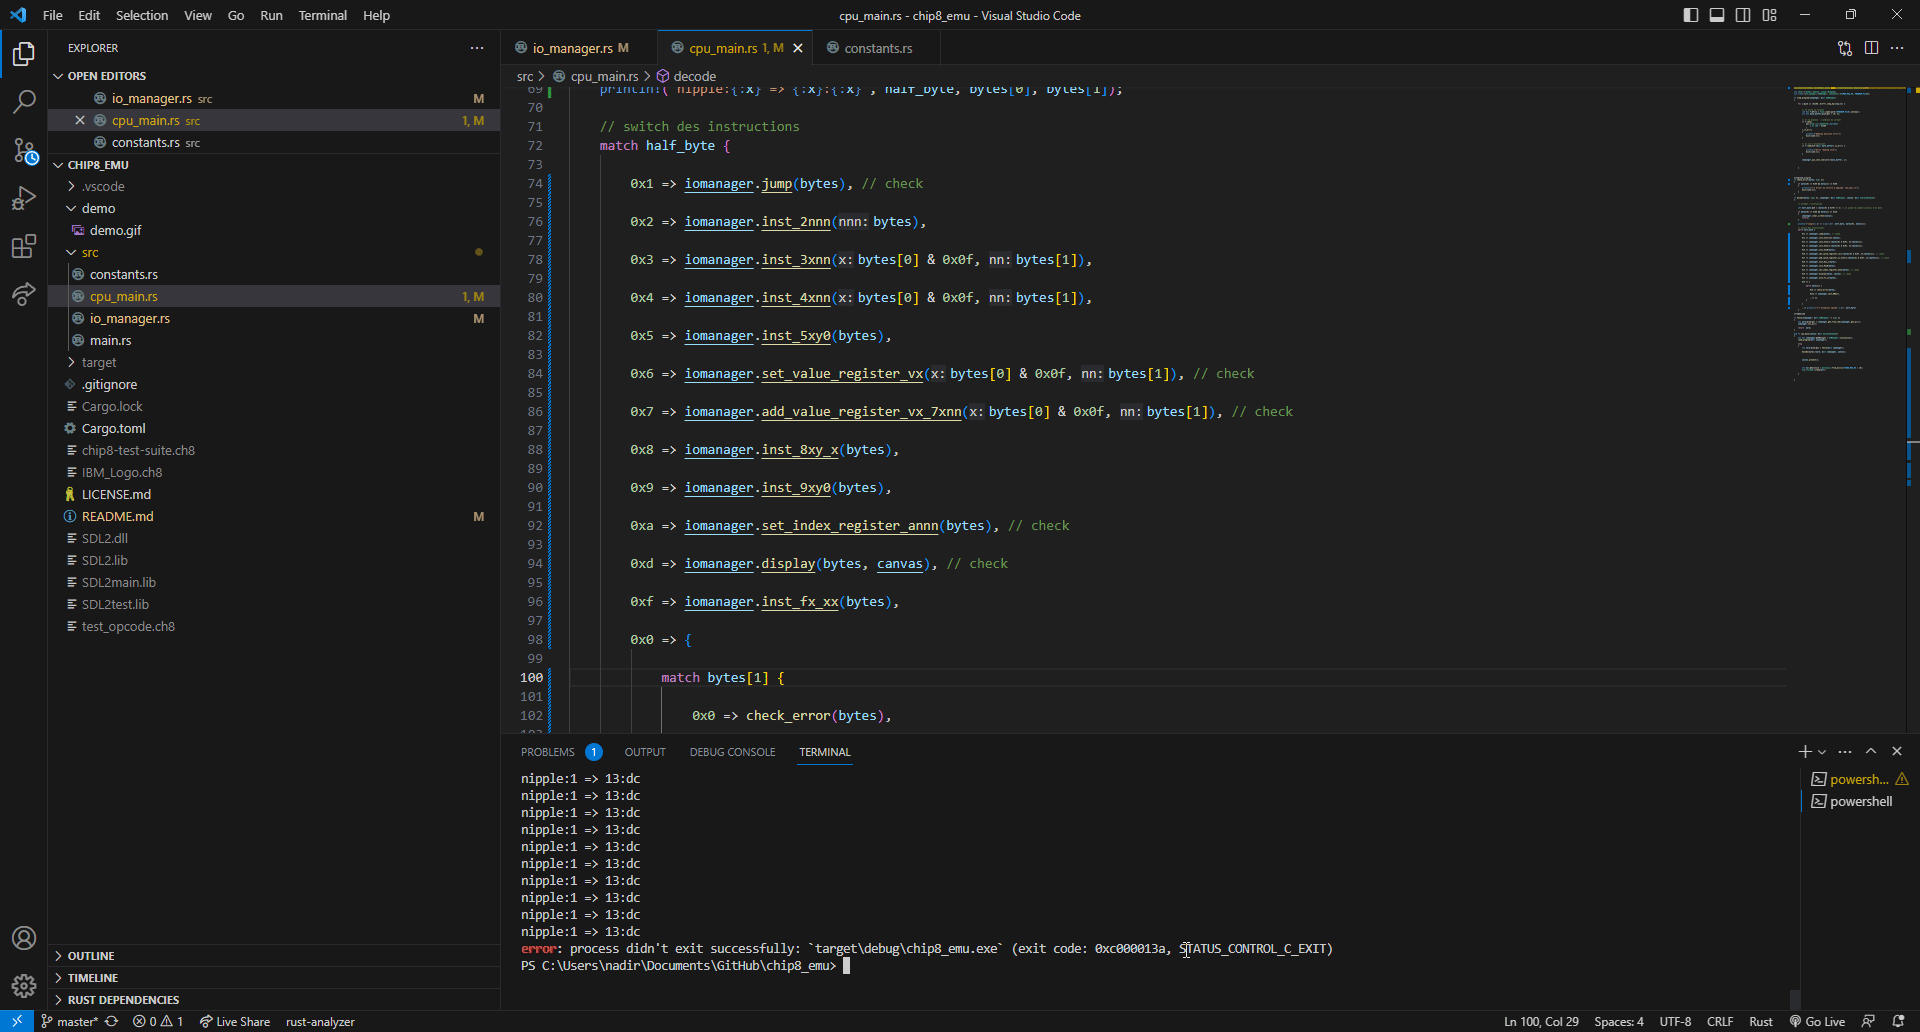 File Edit Selection View Go Run Terminal Help
cpu_main.rs - chip8_emu - Visual Studio Code
EXPLORER
OPEN EDITORS
io_manager.rs src M
cpu_main.rs src 1, M
constants.rs src
CHIP8_EMU
.vscode
demo
demo.gif
src
constants.rs
cpu_main.rs 1, M
io_manager.rs M
main.rs
target
.gitignore
Cargo.lock
Cargo.toml
chip8-test-suite.ch8
IBM_Logo.ch8
LICENSE.md
README.md M
SDL2.dll
SDL2.lib
SDL2main.lib
SDL2test.lib
test_opcode.ch8
OUTLINE
TIMELINE
RUST DEPENDENCIES
io_manager.rs M
cpu_main.rs 1, M
constants.rs
src > cpu_main.rs > decode
69 println!("nipple:{:x} => {:x}:{:x}", half_byte, bytes[0], bytes[1]);
70
71 // switch des instructions
72 match half_byte {
73
74 0x1 => iomanager.jump(bytes), // check
75
76 0x2 => iomanager.inst_2nnn(nnn: bytes),
77
78 0x3 => iomanager.inst_3xnn(x: bytes[0] & 0x0f, nn: bytes[1]),
79
80 0x4 => iomanager.inst_4xnn(x: bytes[0] & 0x0f, nn: bytes[1]),
81
82 0x5 => iomanager.inst_5xy0(bytes),
83
84 0x6 => iomanager.set_value_register_vx(x: bytes[0] & 0x0f, nn: bytes[1]), // check
85
86 0x7 => iomanager.add_value_register_vx_7xnn(x: bytes[0] & 0x0f, nn: bytes[1]), // check
87
88 0x8 => iomanager.inst_8xy_x(bytes),
89
90 0x9 => iomanager.inst_9xy0(bytes),
91
92 0xa => iomanager.set_index_register_annn(bytes), // check
93
94 0xd => iomanager.display(bytes, canvas), // check
95
96 0xf => iomanager.inst_fx_xx(bytes),
97
98 0x0 => {
99
100 match bytes[1] {
101
102 0x0 => check_error(bytes),
PROBLEMS 1 OUTPUT DEBUG CONSOLE TERMINAL
nipple:1 => 13:dc
nipple:1 => 13:dc
nipple:1 => 13:dc
nipple:1 => 13:dc
nipple:1 => 13:dc
nipple:1 => 13:dc
nipple:1 => 13:dc
nipple:1 => 13:dc
nipple:1 => 13:dc
nipple:1 => 13:dc
error: process didn't exit successfully: `target\debug\chip8_emu.exe` (exit code: 0xc000013a, STATUS_CONTROL_C_EXIT)
PS C:\Users\nadir\Documents\GitHub\chip8_emu>
powersh...
powershell
master* 0 1 Live Share rust-analyzer
Ln 100, Col 29 Spaces: 4 UTF-8 CRLF Rust Go Live